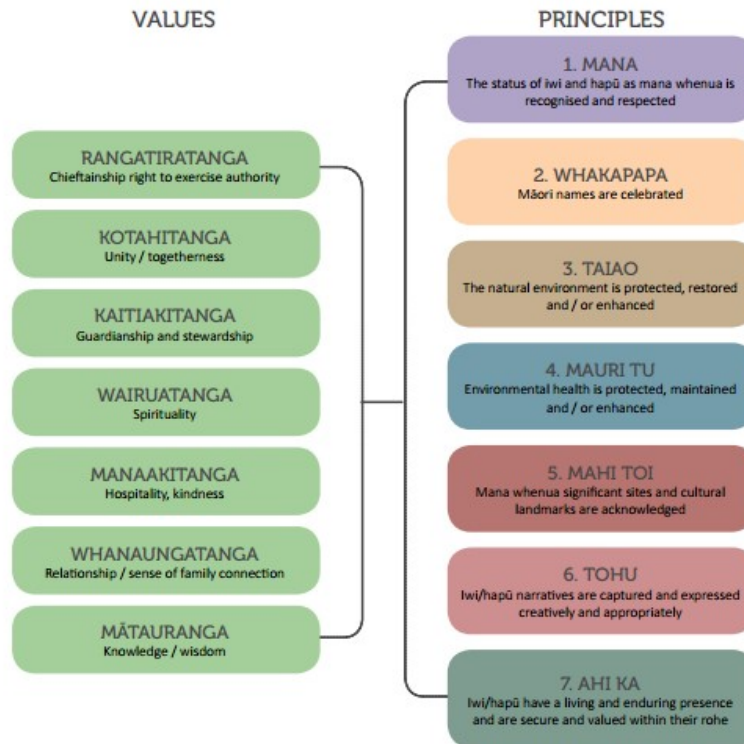 VALUES
RANGATIRATANGA
Chieftainship right to exercise authority
KOTAHITANGA
Unity / togetherness
KAITIAKITANGA
Guardianship and stewardship
WAIRUATANGA
Spirituality
MANAAKITANGA
Hospitality, kindness
WHANAUNGATANGA
Relationship / sense of family connection
MĀTAURANGA
Knowledge / wisdom
PRINCIPLES
1. MANA
The status of iwi and hapū as mana whenua is
recognised and respected
2. WHAKAPAPA
Māori names are celebrated
3. TAIAO
The natural environment is protected, restored
and / or enhanced
4. MAURI TU
Environmental health is protected, maintained
and / or enhanced
5. MAHI TOI
Mana whenua significant sites and cultural
landmarks are acknowledged
6. TOHU
Iwi/hapū narratives are captured and expressed
creatively and appropriately
7. AHI KA
Iwi/hapū have a living and enduring presence
and are secure and valued within their rohe